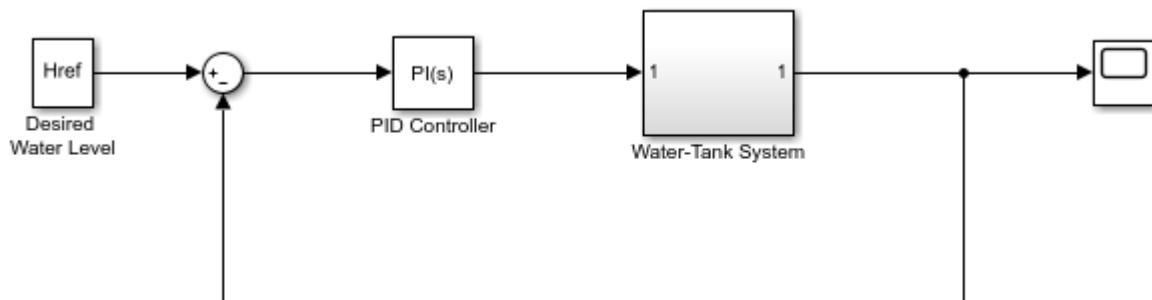 Href
+
−
PI(s)
1
1
Desired
Water Level
PID Controller
Water-Tank System